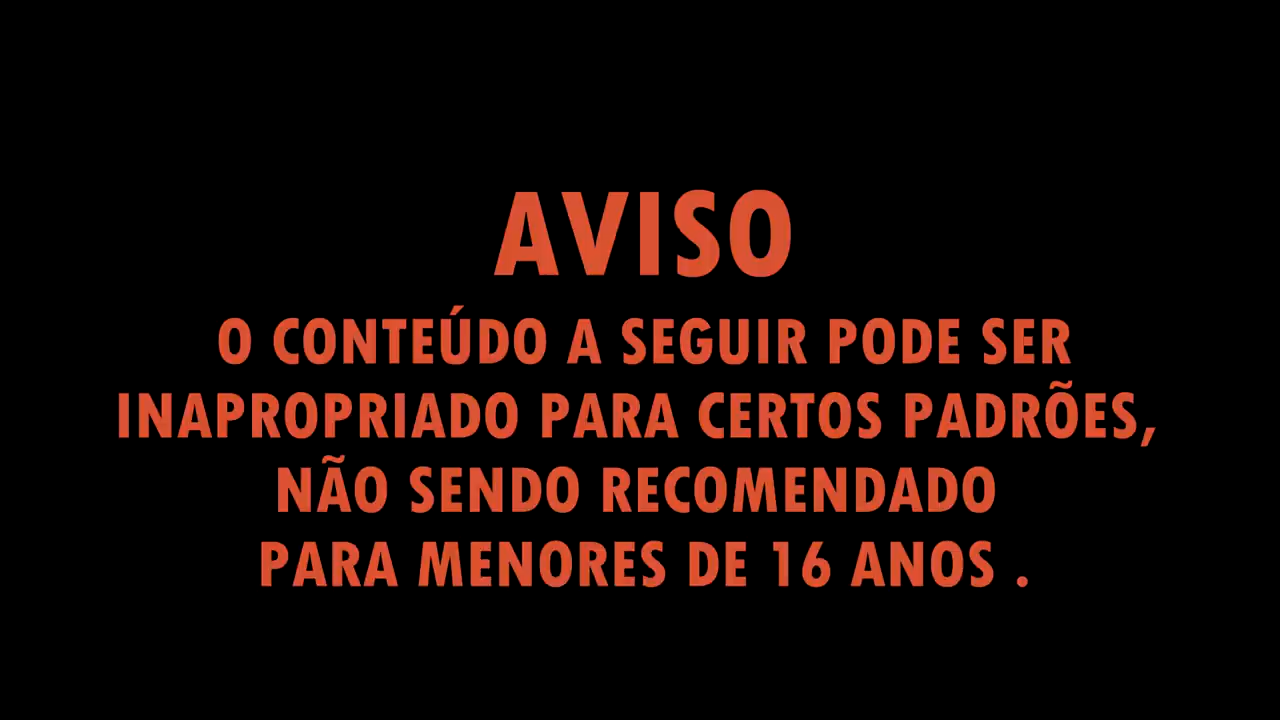 AVISO
O CONTEÚDO A SEGUIR PODE SER
INAPROPRIADO PARA CERTOS PADRÕES,
NÃO SENDO RECOMENDADO
PARA MENORES DE 16 ANOS .